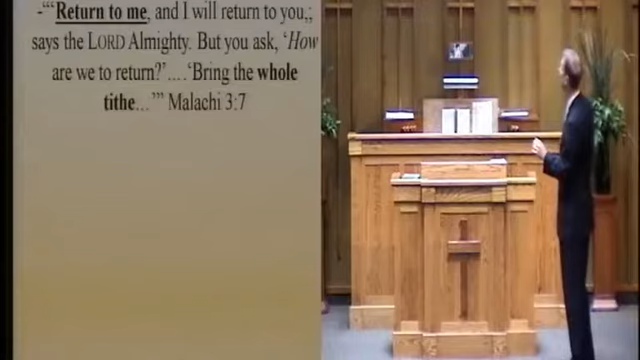 -"‘Return to me, and I will return to you,,
says the LORD Almighty. But you ask, ‘How
are we to return?’....‘Bring the whole
tithe...’” Malachi 3:7